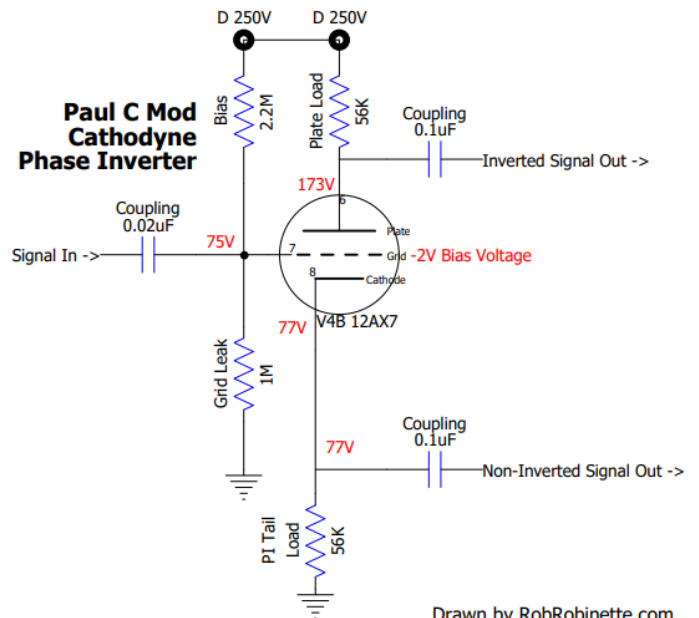 D 250V
D 250V
Paul C Mod
Cathodyne
Phase Inverter
Bias
2.2M
Plate Load
56K
Coupling
0.1uF
Inverted Signal Out ->
173V
6
Plate
Coupling
0.02uF
Signal In ->
75V
7
Grid
-2V Bias Voltage
8
Cathode
77V
V4B 12AX7
Grid Leak
1M
77V
Coupling
0.1uF
Non-Inverted Signal Out ->
PI Tail
Load
56K
Drawn by RobRobinette.com